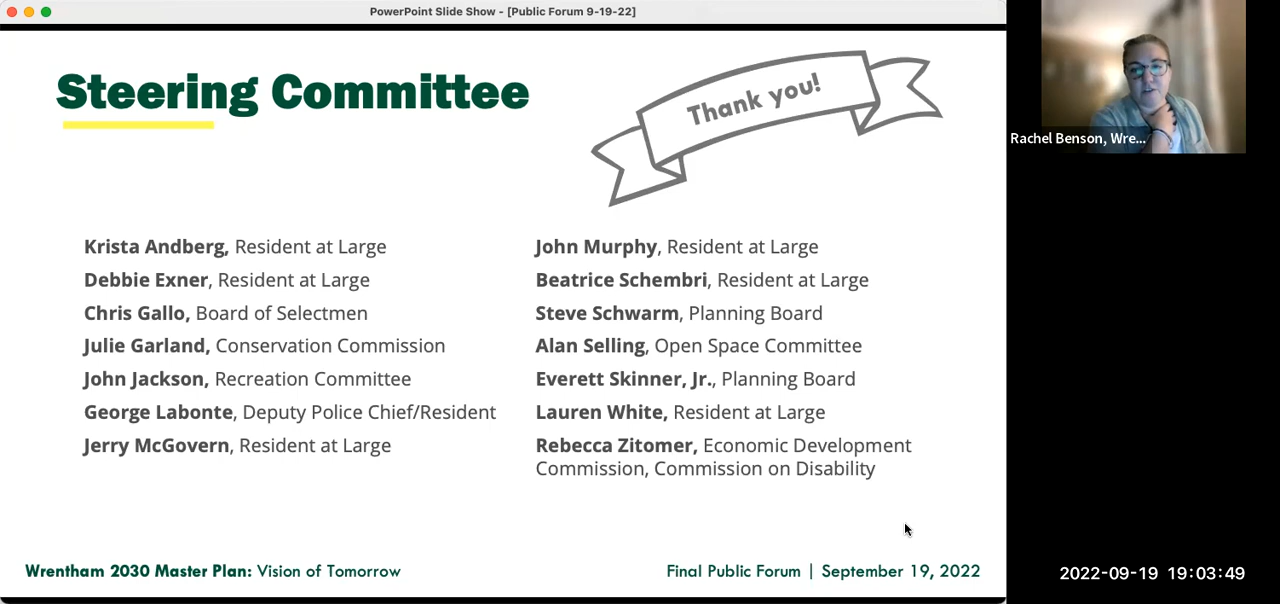 PowerPoint Slide Show - [Public Forum 9-19-22]
Steering Committee
Thank you!
Krista Andberg, Resident at Large
Debbie Exner, Resident at Large
Chris Gallo, Board of Selectmen
Julie Garland, Conservation Commission
John Jackson, Recreation Committee
George Labonte, Deputy Police Chief/Resident
Jerry McGovern, Resident at Large
John Murphy, Resident at Large
Beatrice Schembri, Resident at Large
Steve Schwarm, Planning Board
Alan Selling, Open Space Committee
Everett Skinner, Jr., Planning Board
Lauren White, Resident at Large
Rebecca Zitomer, Economic Development
Commission, Commission on Disability
Wrentham 2030 Master Plan: Vision of Tomorrow
Final Public Forum | September 19, 2022
Rachel Benson, Wre...
2022-09-19 19:03:49